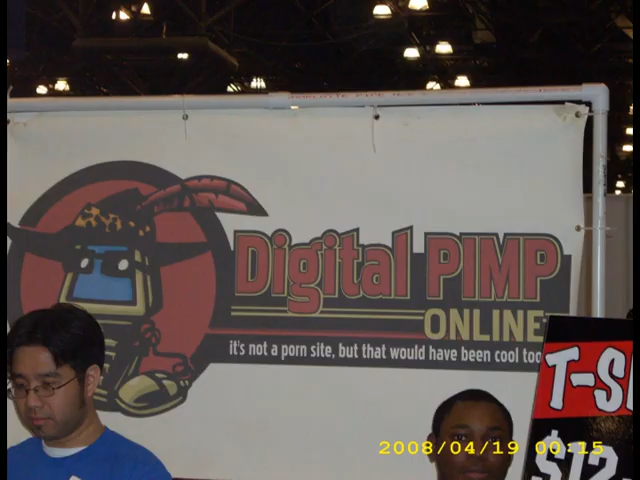 Digital PIMP
ONLINE
it's not a porn site, but that would have been cool too
T-S
$12
2008/04/19 00:15